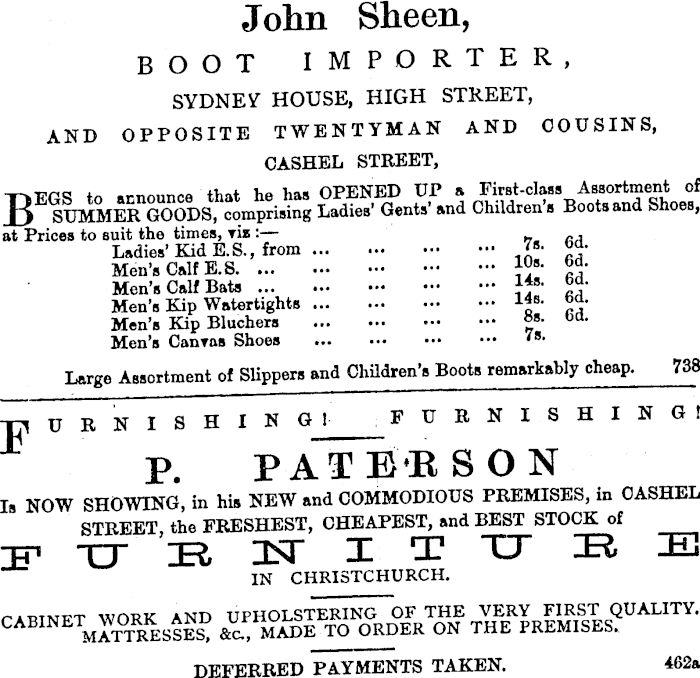 John Sheen,
BOOT IMPORTER,
SYDNEY HOUSE, HIGH STREET,
AND OPPOSITE TWENTYMAN AND COUSINS,
CASHEL STREET,
BEGS to announce that he has OPENED UP a First-class Assortment of
SUMMER GOODS, comprising Ladies' Gents' and Children's Boots and Shoes,
at Prices to suit the times, viz:—
Ladies' Kid E.S., from ... ... ... ... 7s. 6d.
Men's Calf E.S. ... ... ... ... 10s. 6d.
Men's Calf Bats ... ... ... ... 14s. 6d.
Men's Kip Watertights ... ... ... ... 14s. 6d.
Men's Kip Bluchers ... ... ... ... 8s. 6d.
Men's Canvas Shoes ... ... ... ... 7s.
Large Assortment of Slippers and Children's Boots remarkably cheap. 738
FURNISHING! FURNISHING!
P. PATERSON
Is NOW SHOWING, in his NEW and COMMODIOUS PREMISES, in CASHEL
STREET, the FRESHEST, CHEAPEST, and BEST STOCK of
FURNITURE
IN CHRISTCHURCH.
CABINET WORK AND UPHOLSTERING OF THE VERY FIRST QUALITY.
MATTRESSES, &c., MADE TO ORDER ON THE PREMISES.
DEFERRED PAYMENTS TAKEN. 462a